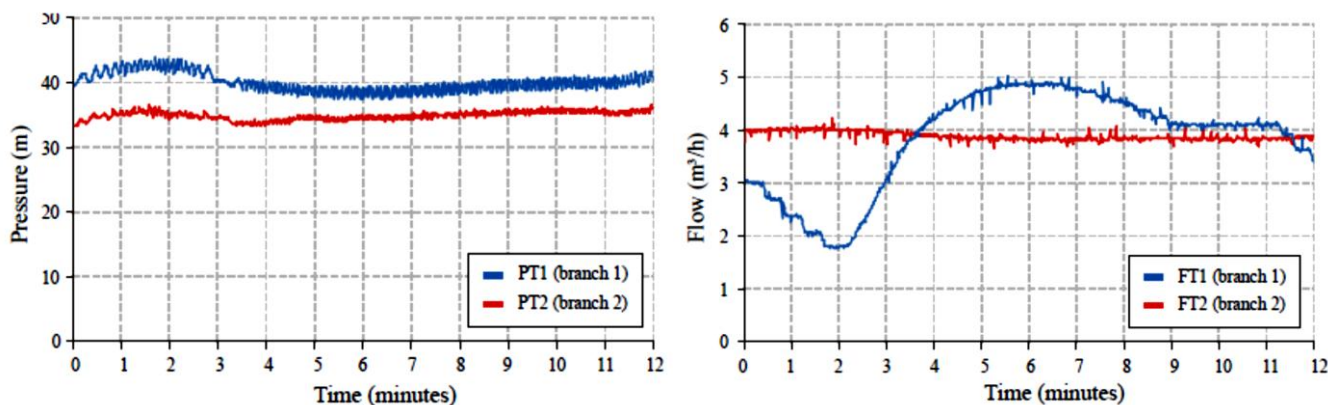 50
40
30
20
10
0
Pressure (m)
PT1 (branch 1)
PT2 (branch 2)
0 1 2 3 4 5 6 7 8 9 10 11 12
Time (minutes)
6
5
4
3
2
1
0
Flow (m³/h)
FT1 (branch 1)
FT2 (branch 2)
0 1 2 3 4 5 6 7 8 9 10 11 12
Time (minutes)